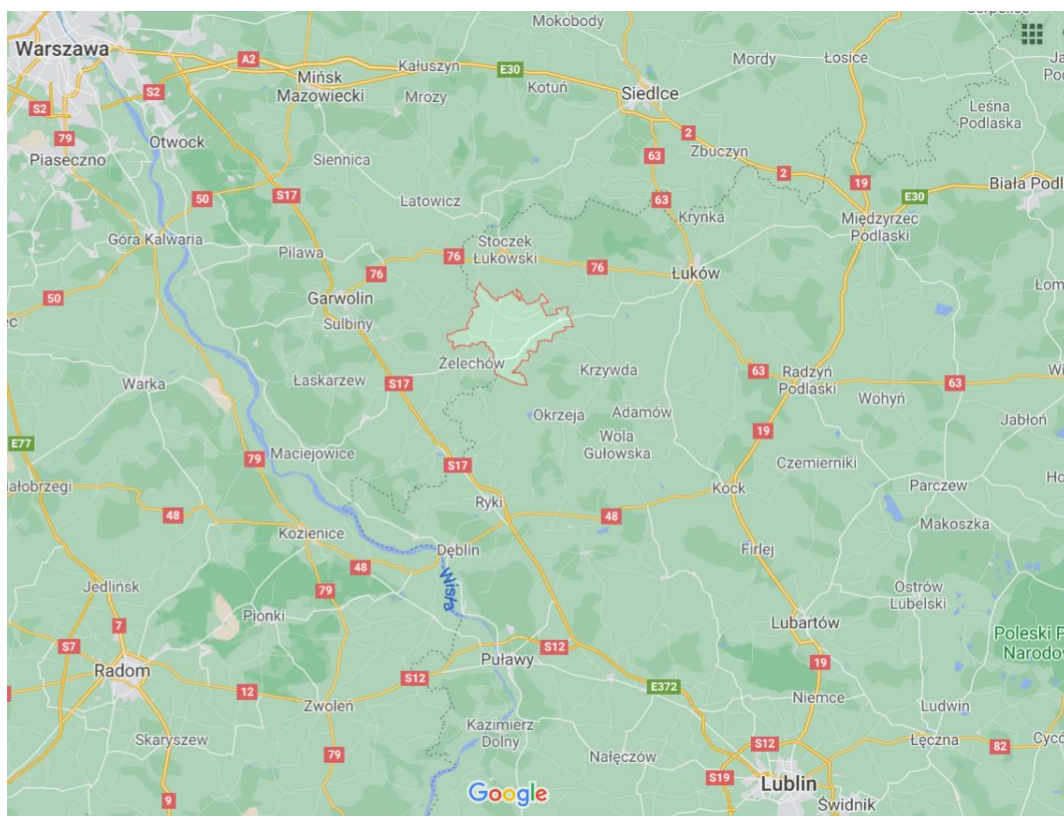 Mokobody
Warszawa
A2
Kałuszyn
E30
Mordy
Łosice
Mińsk
Mazowiecki
Kotuń
S2
Mrozy
Siedlce
S2
Leśna
Podlaska
79
Otwock
2
Piaseczno
Siennica
63
Zbuczyn
2
19
50
S17
Latowicz
63
E30
Biała Podl
Krynka
Międzyrzec
Podlaski
Góra Kalwaria
Pilawa
Stoczek
Łukowski
76
76
76
Łuków
50
Garwolin
Sulbiny
Żelechów
Warka
Łaskarzew
S17
Krzywda
63
Radzyń
Podlaski
63
Wohyń
Okrzeja
Adamów
19
Jabłoń
E77
Wola
Gułowska
79
Maciejowice
S17
Czemierniki
Kock
Parczew
Ryki
48
48
Makoszka
Kozienice
Dęblin
Firlej
48
Wisła
Jedlińsk
79
Ostrów
Lubelski
Pionki
7
Lubartów
S7
Poleski P
Narodow
S12
Puławy
Radom
19
S12
12
E372
Zwoleń
Niemce
Ludwin
Kazimierz
Dolny
Skaryszew
79
S12
Łęczna
82
Cyców
Nałęczów
S19
Lublin
9
Google
Świdnik